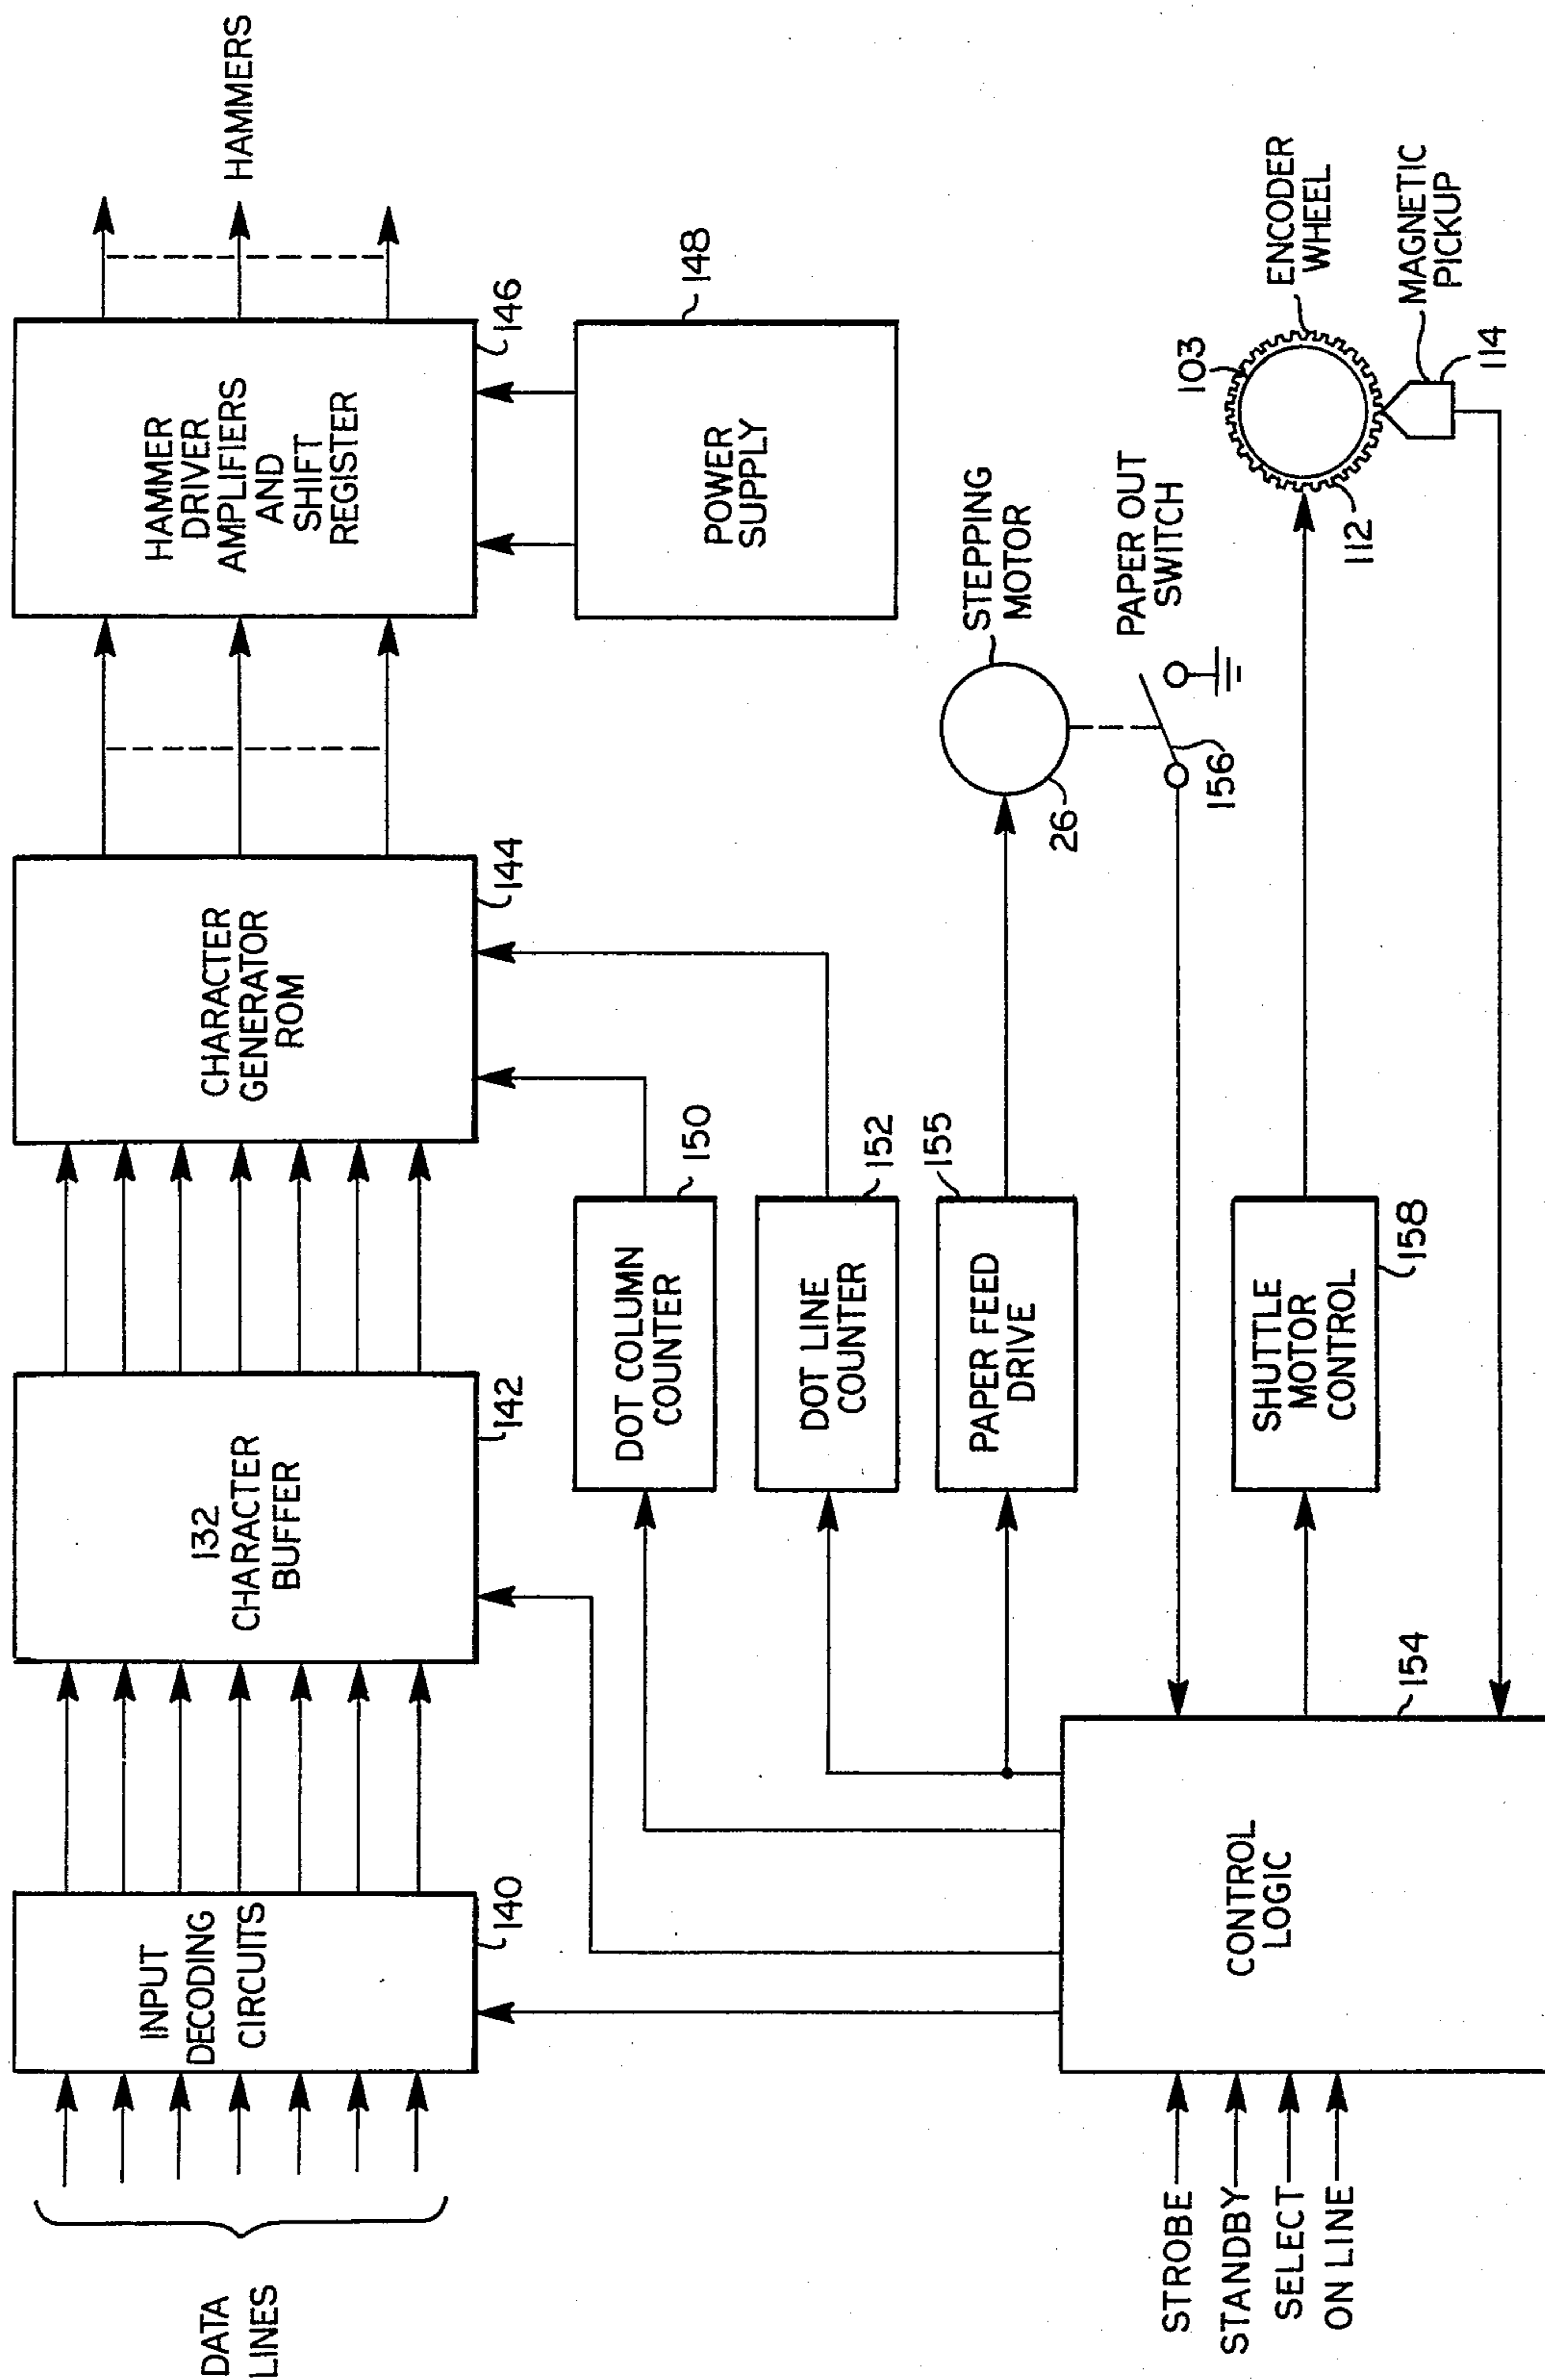 DATA
LINES
INPUT
DECODING
CIRCUITS
140
132
CHARACTER
BUFFER
142
CHARACTER
GENERATOR
ROM
144
HAMMER
DRIVER
AMPLIFIERS
AND
SHIFT
REGISTER
146
HAMMERS
POWER
SUPPLY
148
DOT COLUMN
COUNTER
150
DOT LINE
COUNTER
152
PAPER FEED
DRIVE
155
STEPPING
MOTOR
26
PAPER OUT
SWITCH
156
STROBE
STANDBY
SELECT
ON LINE
CONTROL
LOGIC
154
SHUTTLE
MOTOR
CONTROL
158
103
112
ENCODER
WHEEL
MAGNETIC
PICKUP
114